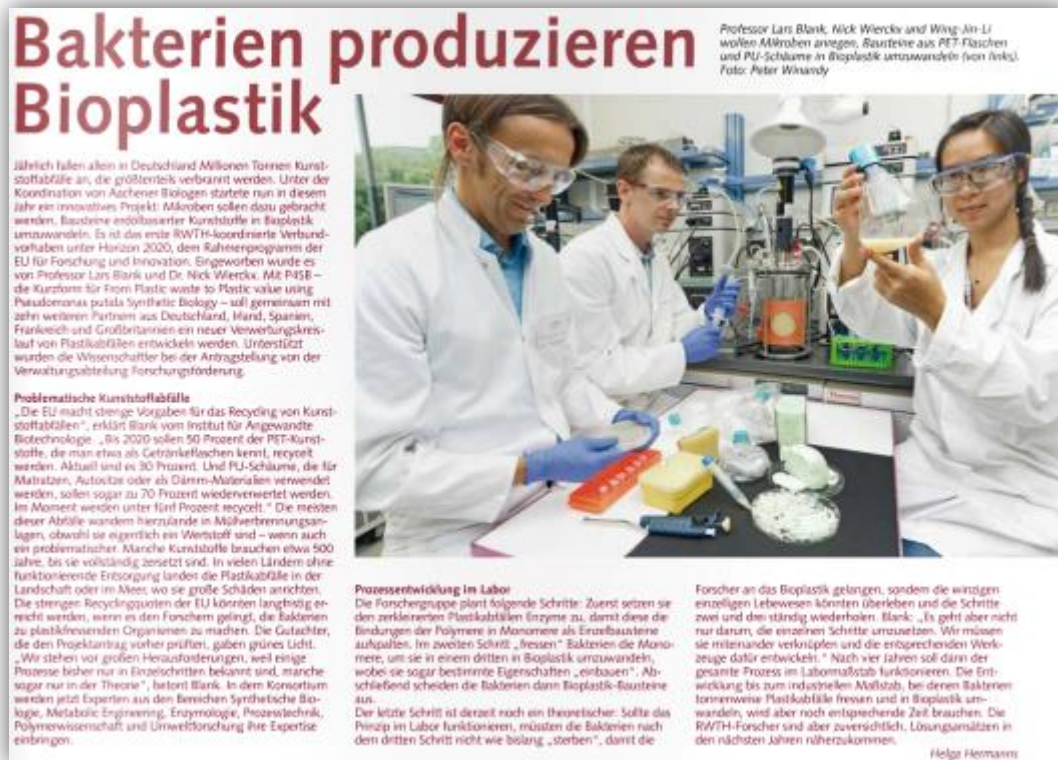 Bakterien produzieren
Bioplastik
Professor Lars Blank, Nick Wierckx und Wing-Jin-Li
wollen Mikroben anregen, Bausteine aus PET-Flaschen
und PU-Schäume in Bioplastik umzuwandeln (von links).
Foto: Peter Winandy
Jährlich fallen allein in Deutschland Millionen Tonnen Kunst-
stoffabfälle an, die größtenteils verbrannt werden. Unter der
Koordination von Aachener Biologen startete nun in diesem
Jahr ein innovatives Projekt: Mikroben sollen dazu gebracht
werden, Bausteine erdölbasierter Kunststoffe in Bioplastik
umzuwandeln. Es ist das erste RWTH-koordinierte Verbund-
vorhaben unter Horizon 2020, dem Rahmenprogramm der
EU für Forschung und Innovation. Eingeworben wurde es
von Professor Lars Blank und Dr. Nick Wierckx. Mit P4SB –
die Kurzform für From Plastic waste to Plastic value using
Pseudomonas putida Synthetic Biology – soll gemeinsam mit
zehn weiteren Partnern aus Deutschland, Irland, Spanien,
Frankreich und Großbritannien ein neuer Verwertungskreis-
lauf von Plastikabfällen entwickeln werden. Unterstützt
wurden die Wissenschaftler bei der Antragstellung von der
Verwaltungsabteilung Forschungsförderung.
Problematische Kunststoffabfälle
„Die EU macht strenge Vorgaben für das Recycling von Kunst-
stoffabfällen“, erklärt Blank vom Institut für Angewandte
Biotechnologie. „Bis 2020 sollen 50 Prozent der PET-Kunst-
stoffe, die man etwa als Getränkeflaschen kennt, recycelt
werden. Aktuell sind es 30 Prozent. Und PU-Schäume, die für
Matratzen, Autositze oder als Dämm-Materialien verwendet
werden, sollen sogar zu 70 Prozent wiederverwertet werden.
Im Moment werden unter fünf Prozent recycelt.“ Die meisten
dieser Abfälle wandern hierzulande in Müllverbrennungsan-
lagen, obwohl sie eigentlich ein Wertstoff sind – wenn auch
ein problematischer. Manche Kunststoffe brauchen etwa 500
Jahre, bis sie vollständig zersetzt sind. In vielen Ländern ohne
funktionierende Entsorgung landen die Plastikabfälle in der
Landschaft oder im Meer, wo sie große Schäden anrichten.
Die strengen Recyclingquoten der EU könnten langfristig er-
reicht werden, wenn es den Forschern gelingt, die Bakterien
zu plastikfressenden Organismen zu machen. Die Gutachter,
die den Projektantrag vorher prüften, gaben grünes Licht.
„Wir stehen vor großen Herausforderungen, weil einige
Prozesse bisher nur in Einzelschritten bekannt sind, manche
sogar nur in der Theorie“, betont Blank. In dem Konsortium
werden jetzt Experten aus den Bereichen Synthetische Bio-
logie, Metabolic Engineering, Enzymologie, Prozesstechnik,
Polymerwissenschaft und Umweltforschung ihre Expertise
einbringen.
Prozessentwicklung im Labor
Die Forschergruppe plant folgende Schritte: Zuerst setzen sie
den zerkleinerten Plastikabfällen Enzyme zu, damit diese die
Bindungen der Polymere in Monomere als Einzelbausteine
aufspalten. Im zweiten Schritt „fressen“ Bakterien die Mono-
mere, um sie in einem dritten in Bioplastik umzuwandeln,
wobei sie sogar bestimmte Eigenschaften „einbauen“. Ab-
schließend scheiden die Bakterien dann Bioplastik-Bausteine
aus.
Der letzte Schritt ist derzeit noch ein theoretischer: Sollte das
Prinzip im Labor funktionieren, müssten die Bakterien nach
dem dritten Schritt nicht wie bislang „sterben“, damit die
Forscher an das Bioplastik gelangen, sondern die winzigen
einzelligen Lebewesen könnten überleben und die Schritte
zwei und drei ständig wiederholen. Blank: „Es geht aber nicht
nur darum, die einzelnen Schritte umzusetzen. Wir müssen
sie miteinander verknüpfen und die entsprechenden Werk-
zeuge dafür entwickeln.“ Nach vier Jahren soll dann der
gesamte Prozess im Labormaßstab funktionieren. Die Ent-
wicklung bis zum industriellen Maßstab, bei denen Bakterien
tonnenweise Plastikabfälle fressen und in Bioplastik um-
wandeln, wird aber noch entsprechende Zeit brauchen. Die
RWTH-Forscher sind aber zuversichtlich, Lösungsansätzen in
den nächsten Jahren näherzukommen.
Helga Hermanns